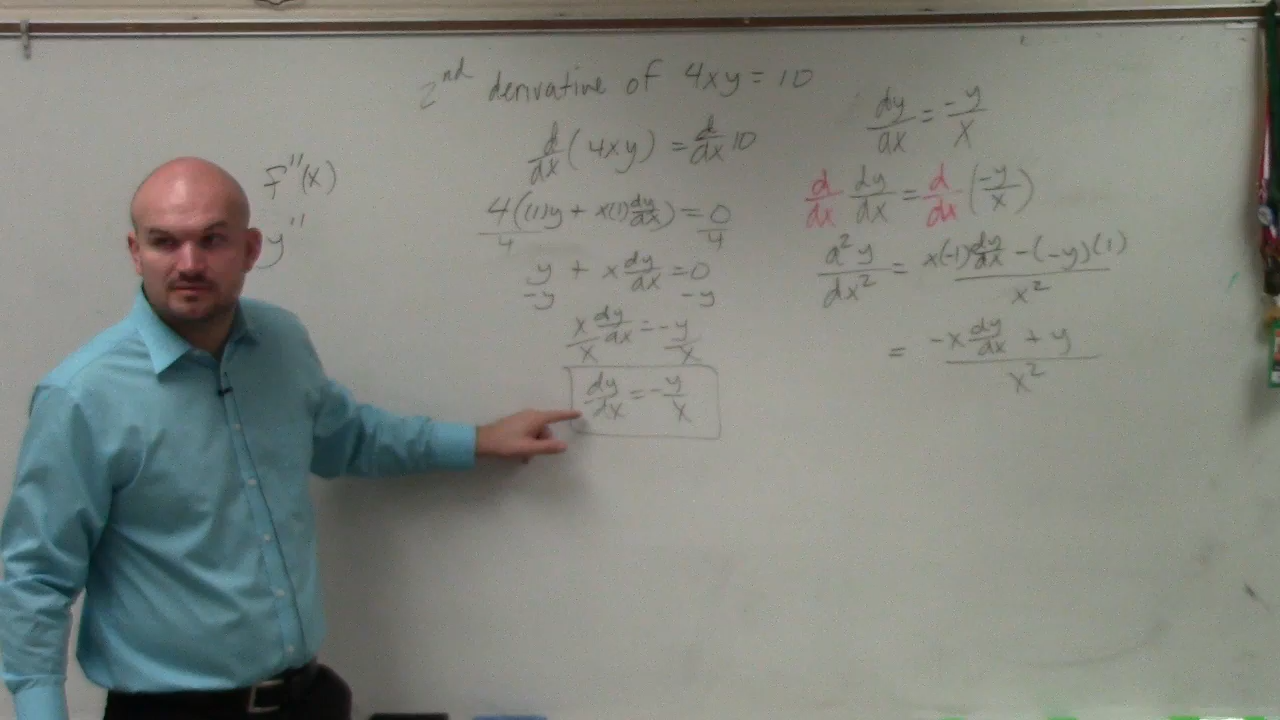 2nd derivative of 4xy = 10
F''(x)
y''
d/dx (4xy) = d/dx 10
4((1)y + x(1)dy/dx)/4 = 0/4
y + x dy/dx = 0
-y -y
x dy/dx / x = -y/x
dy/dx = -y/x
dy/dx = -y/x
d/dx dy/dx = d/dx (-y/x)
d²y/dx² = x(-1)dy/dx - (-y)(1) / x²
= -x dy/dx + y / x²